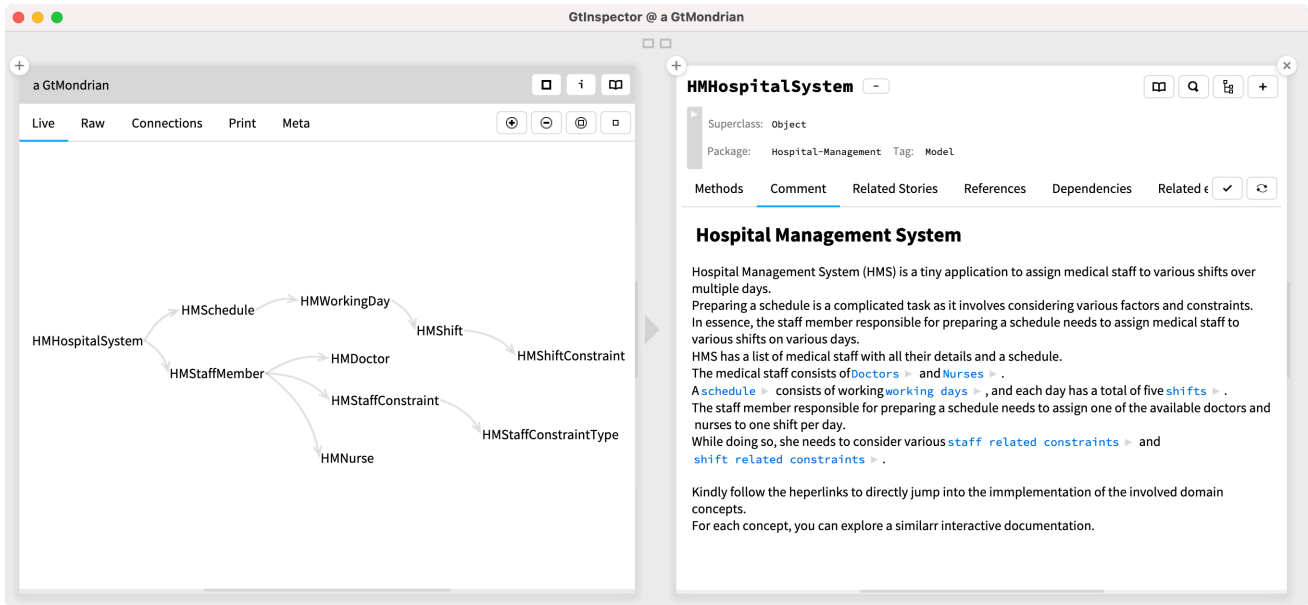 GtInspector @ a GtMondrian
a GtMondrian
i
Live Raw Connections Print Meta
HMHospitalSystem
HMSchedule
HMWorkingDay
HMShift
HMShiftConstraint
HMStaffMember
HMDoctor
HMStaffConstraint
HMStaffConstraintType
HMNurse
HMHospitalSystem
Superclass: Object
Package: Hospital-Management Tag: Model
Methods Comment Related Stories References Dependencies Related e
Hospital Management System
Hospital Management System (HMS) is a tiny application to assign medical staff to various shifts over
multiple days.
Preparing a schedule is a complicated task as it involves considering various factors and constraints.
In essence, the staff member responsible for preparing a schedule needs to assign medical staff to
various shifts on various days.
HMS has a list of medical staff with all their details and a schedule.
The medical staff consists of Doctors ▶ and Nurses ▶ .
A schedule ▶ consists of working working days ▶ , and each day has a total of five shifts ▶ .
The staff member responsible for preparing a schedule needs to assign one of the available doctors and
nurses to one shift per day.
While doing so, she needs to consider various staff related constraints ▶ and
shift related constraints ▶ .
Kindly follow the heperlinks to directly jump into the immplementation of the involved domain
concepts.
For each concept, you can explore a similarr interactive documentation.